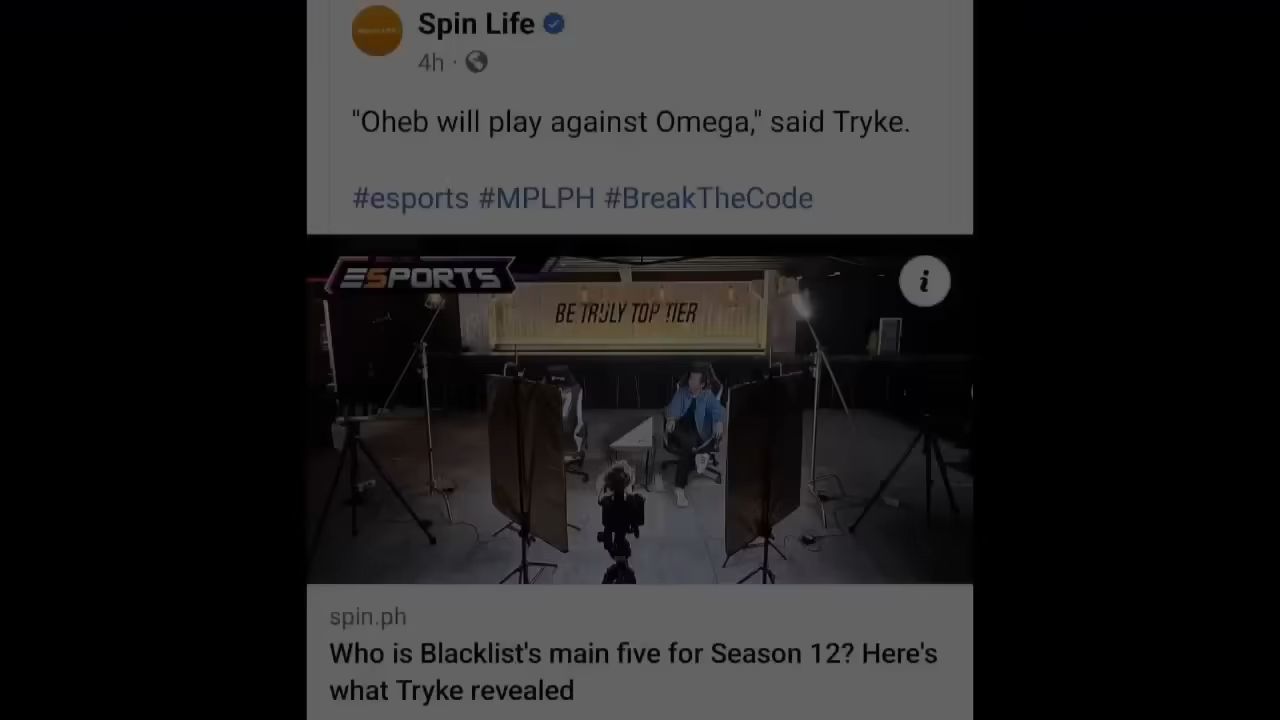 Spin Life
4h ·
"Oheb will play against Omega," said Tryke.
#esports #MPLPH #BreakTheCode
ESPORTS
i
BE TRULY TOP TIER
spin.ph
Who is Blacklist's main five for Season 12? Here's
what Tryke revealed